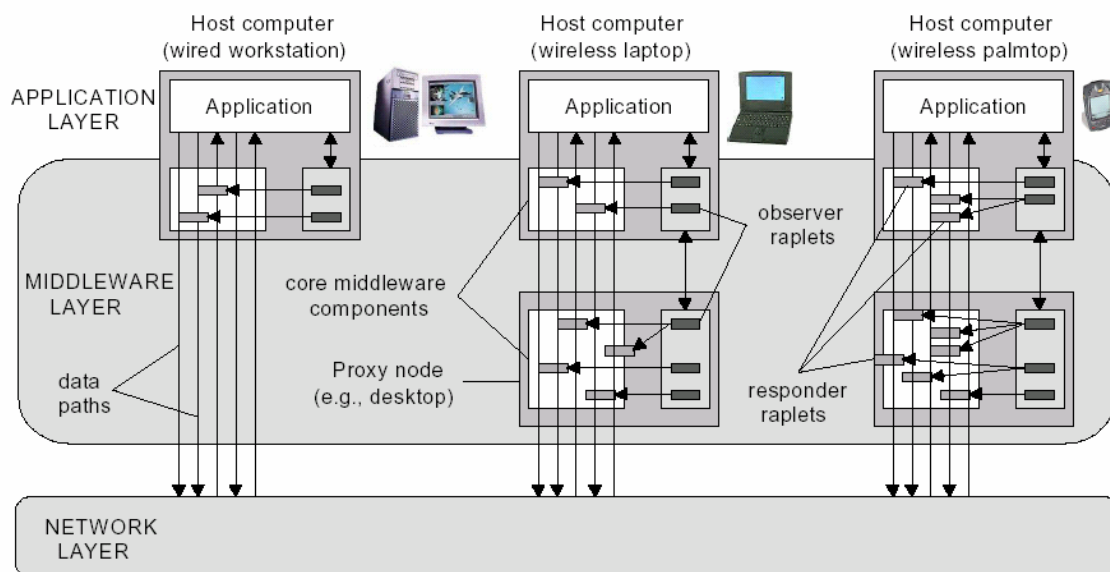 Host computer
(wired workstation)
Host computer
(wireless laptop)
Host computer
(wireless palmtop)
APPLICATION
LAYER
Application
Application
Application
observer
raplets
MIDDLEWARE
LAYER
core middleware
components
data
paths
Proxy node
(e.g., desktop)
responder
raplets
NETWORK
LAYER